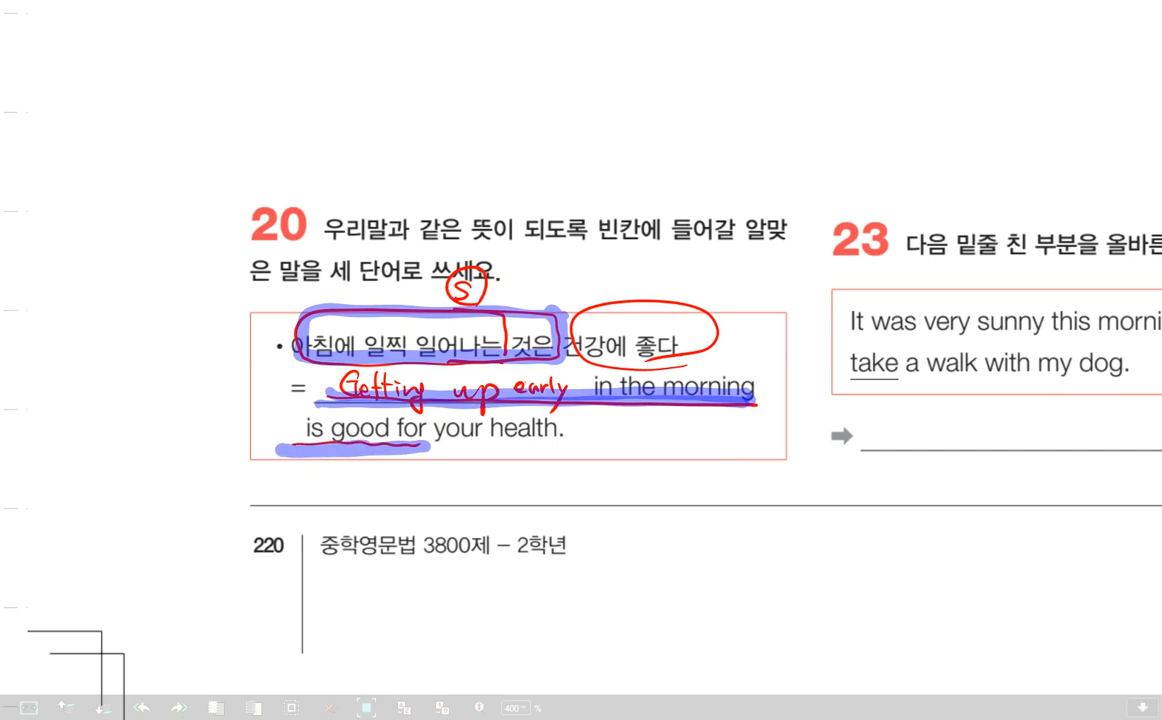 20 우리말과 같은 뜻이 되도록 빈칸에 들어갈 알맞
은 말을 세 단어로 쓰세요.
S
• 아침에 일찍 일어나는 것은 건강에 좋다
= Getting up early in the morning
is good for your health.
23 다음 밑줄 친 부분을 올바른
It was very sunny this morni
take a walk with my dog.
220 중학영문법 3800제 – 2학년
400 %